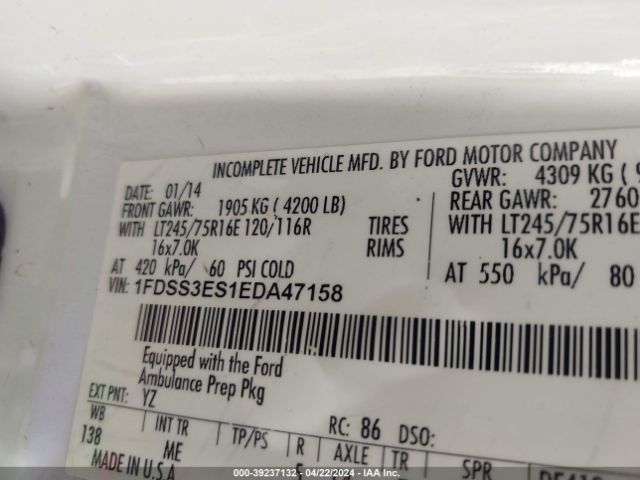 INCOMPLETE VEHICLE MFD. BY FORD MOTOR COMPANY
DATE: 01/14 GVWR: 4309 KG (
FRONT GAWR: 1905 KG ( 4200 LB) REAR GAWR: 2760
WITH LT245/75R16E 120/116R TIRES WITH LT245/75R16E
16x7.0K RIMS 16x7.0K
AT 420 kPa/ 60 PSI COLD AT 550 kPa/ 80
VIN: 1FDSS3ES1EDA47158
Equipped with the Ford
Ambulance Prep Pkg
EXT PNT: YZ RC: 86 DSO:
WB INT TR TP/PS R AXLE TR SPR
138 ME
MADE IN U.S.A
000-39237132 - 04/22/2024 - IAAI.com